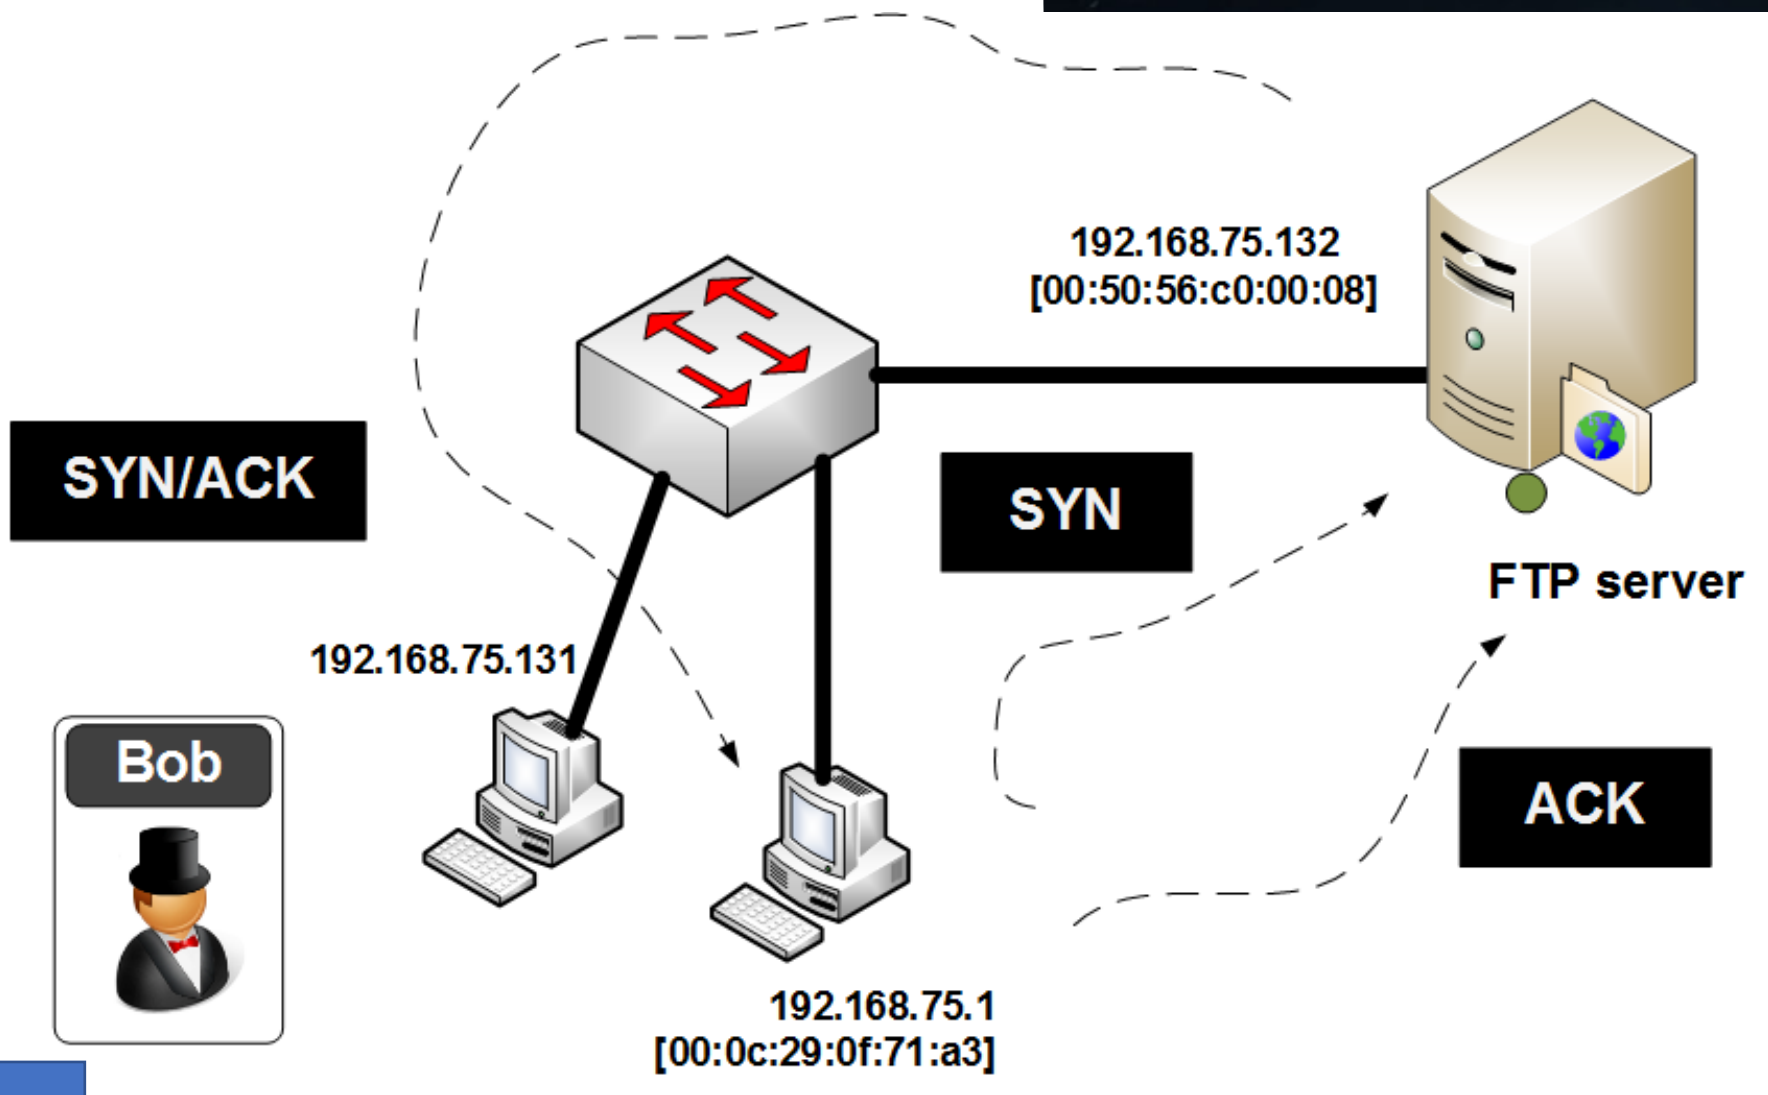 192.168.75.132
[00:50:56:c0:00:08]
SYN/ACK
SYN
FTP server
192.168.75.131
Bob
ACK
192.168.75.1
[00:0c:29:0f:71:a3]